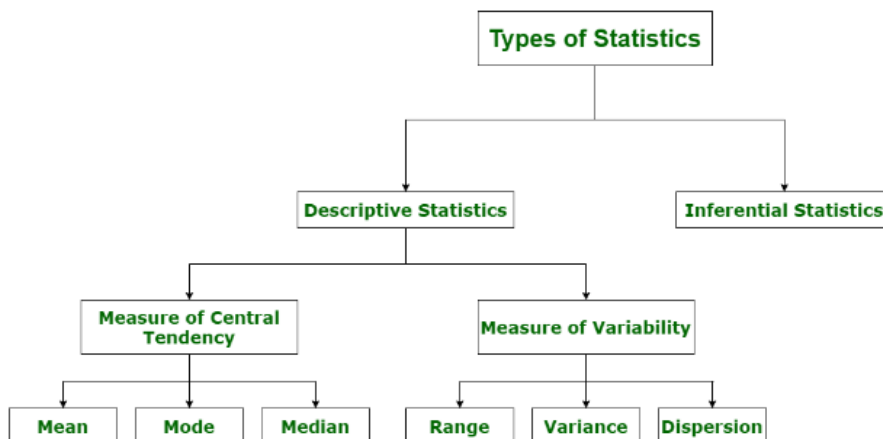 Types of Statistics
Descriptive Statistics
Inferential Statistics
Measure of Central
Tendency
Measure of Variability
Mean
Mode
Median
Range
Variance
Dispersion